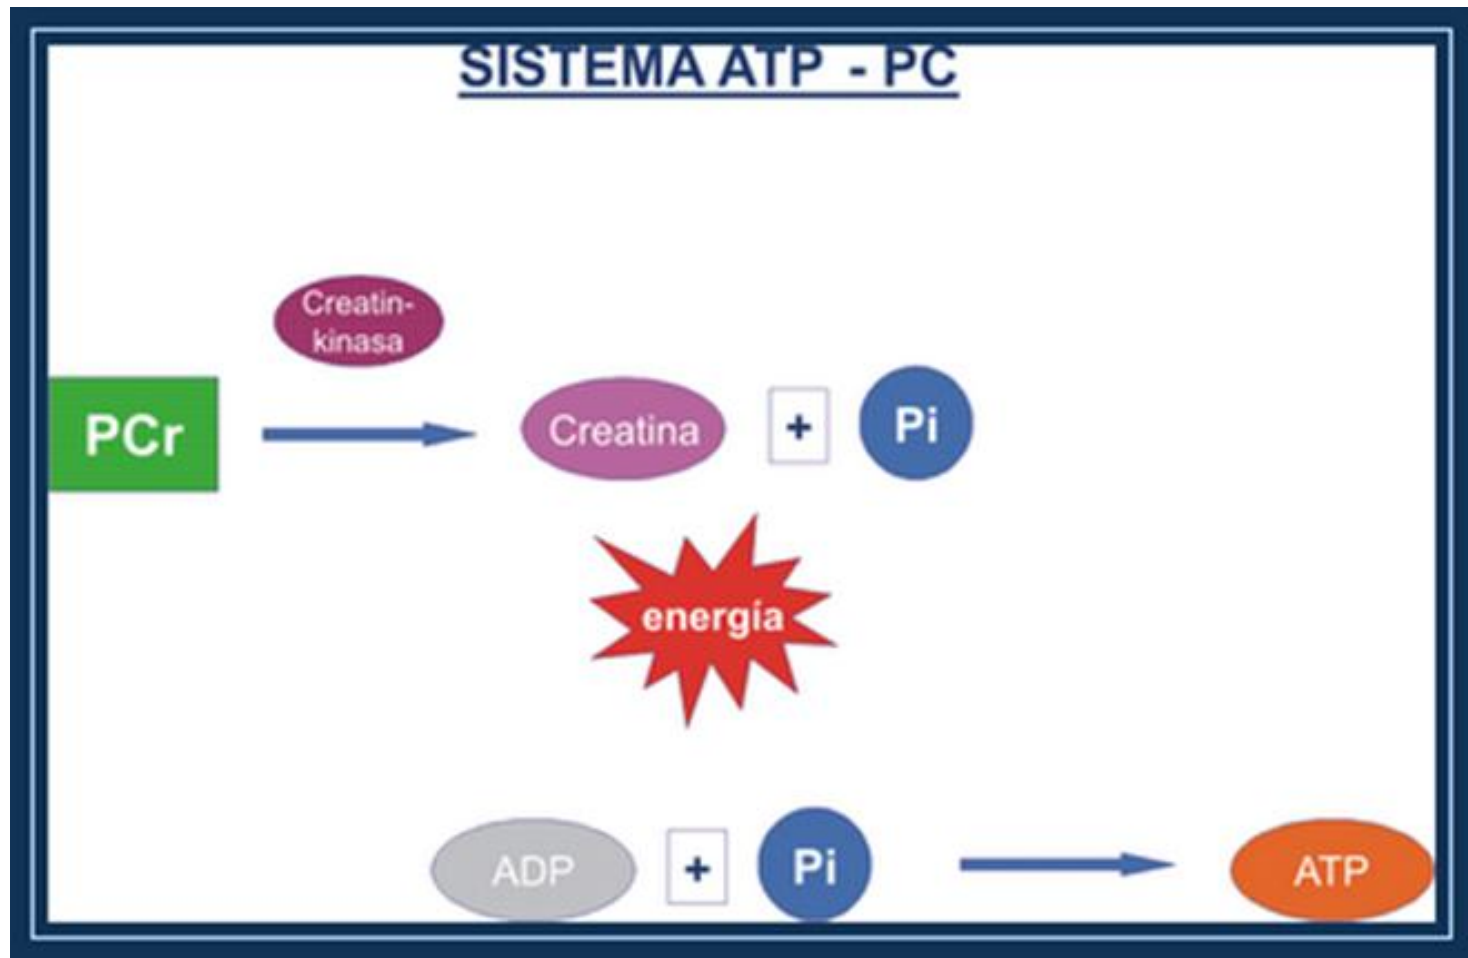 SISTEMA ATP - PC
Creatin-
kinasa
PCr
Creatina
+
Pi
energía
ADP
+
Pi
ATP